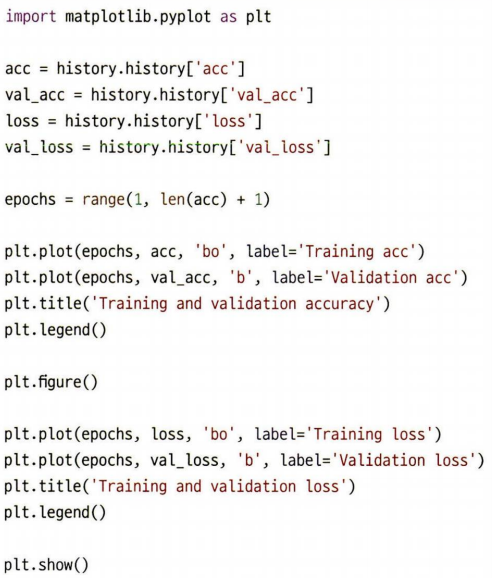 import matplotlib.pyplot as plt
acc = history.history['acc']
val_acc = history.history['val_acc']
loss = history.history['loss']
val_loss = history.history['val_loss']
epochs = range(1, len(acc) + 1)
plt.plot(epochs, acc, 'bo', label='Training acc')
plt.plot(epochs, val_acc, 'b', label='Validation acc')
plt.title('Training and validation accuracy')
plt.legend()
plt.figure()
plt.plot(epochs, loss, 'bo', label='Training loss')
plt.plot(epochs, val_loss, 'b', label='Validation loss')
plt.title('Training and validation loss')
plt.legend()
plt.show()